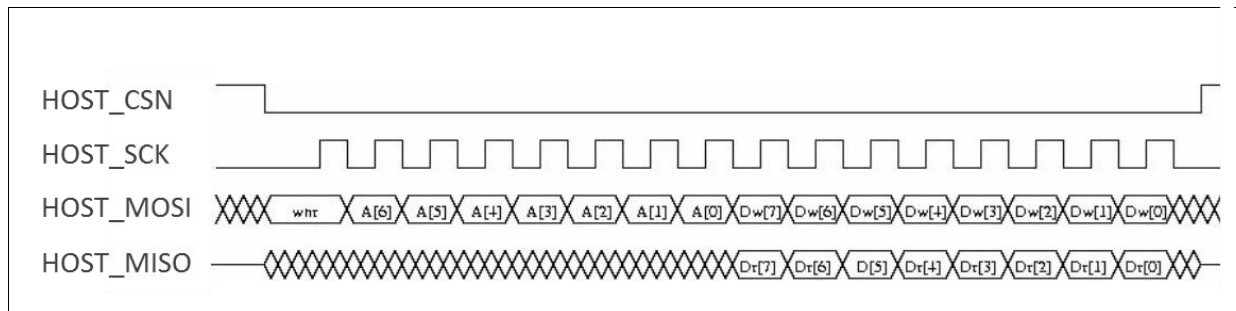 HOST_CSN
HOST_SCK
HOST_MOSI wnr A[6] A[5] A[4] A[3] A[2] A[1] A[0] Dw[7] Dw[6] Dw[5] Dw[4] Dw[3] Dw[2] Dw[1] Dw[0]
HOST_MISO Dr[7] Dr[6] D[5] Dr[4] Dr[3] Dr[2] Dr[1] Dr[0]